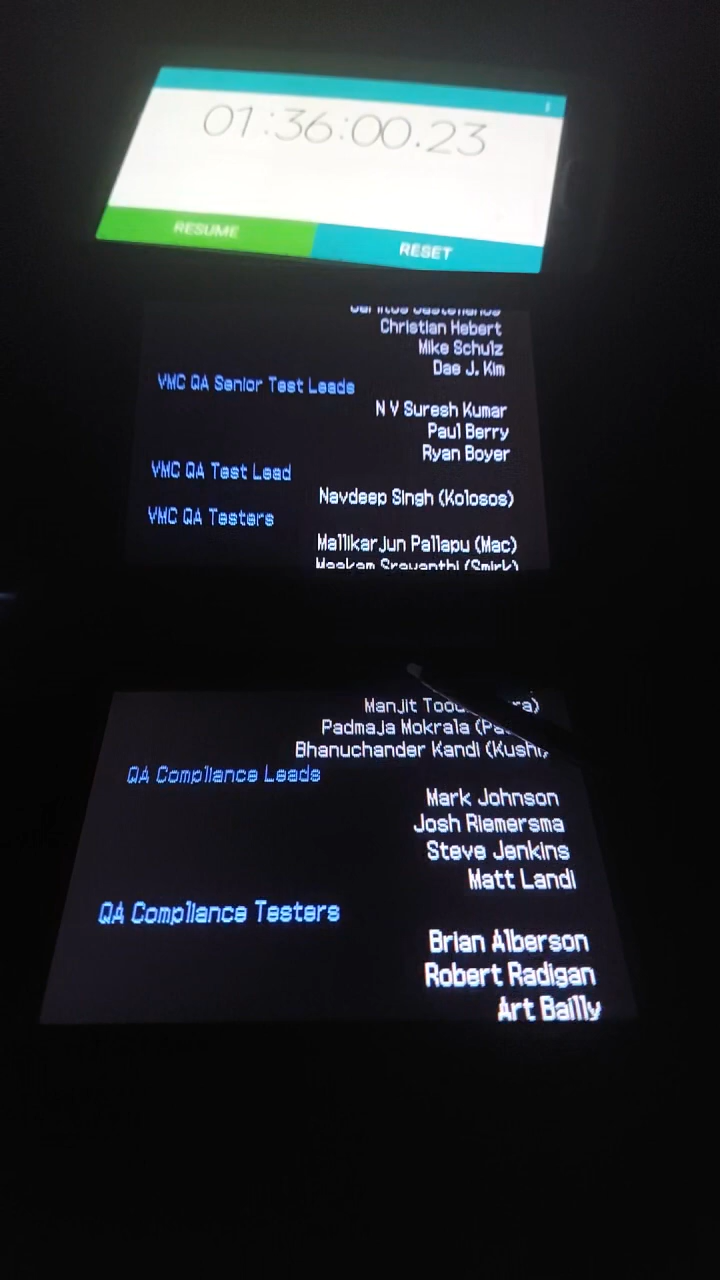 01:36:00.23
RESUME
RESET
Christian Hebert
Mike Schulz
Dae J. Kim
VMC QA Senior Test Leads
N V Suresh Kumar
Paul Berry
Ryan Boyer
VMC QA Test Lead
Navdeep Singh (Kolosos)
VMC QA Testers
Mallikarjun Pallapu (Mac)
Manjit
Padmaja Mokrala
Bhanuchander Kandi
QA Compliance Leads
Mark Johnson
Josh Riemersma
Steve Jenkins
Matt Landi
QA Compliance Testers
Brian Alberson
Robert Radigan
Art Bailly